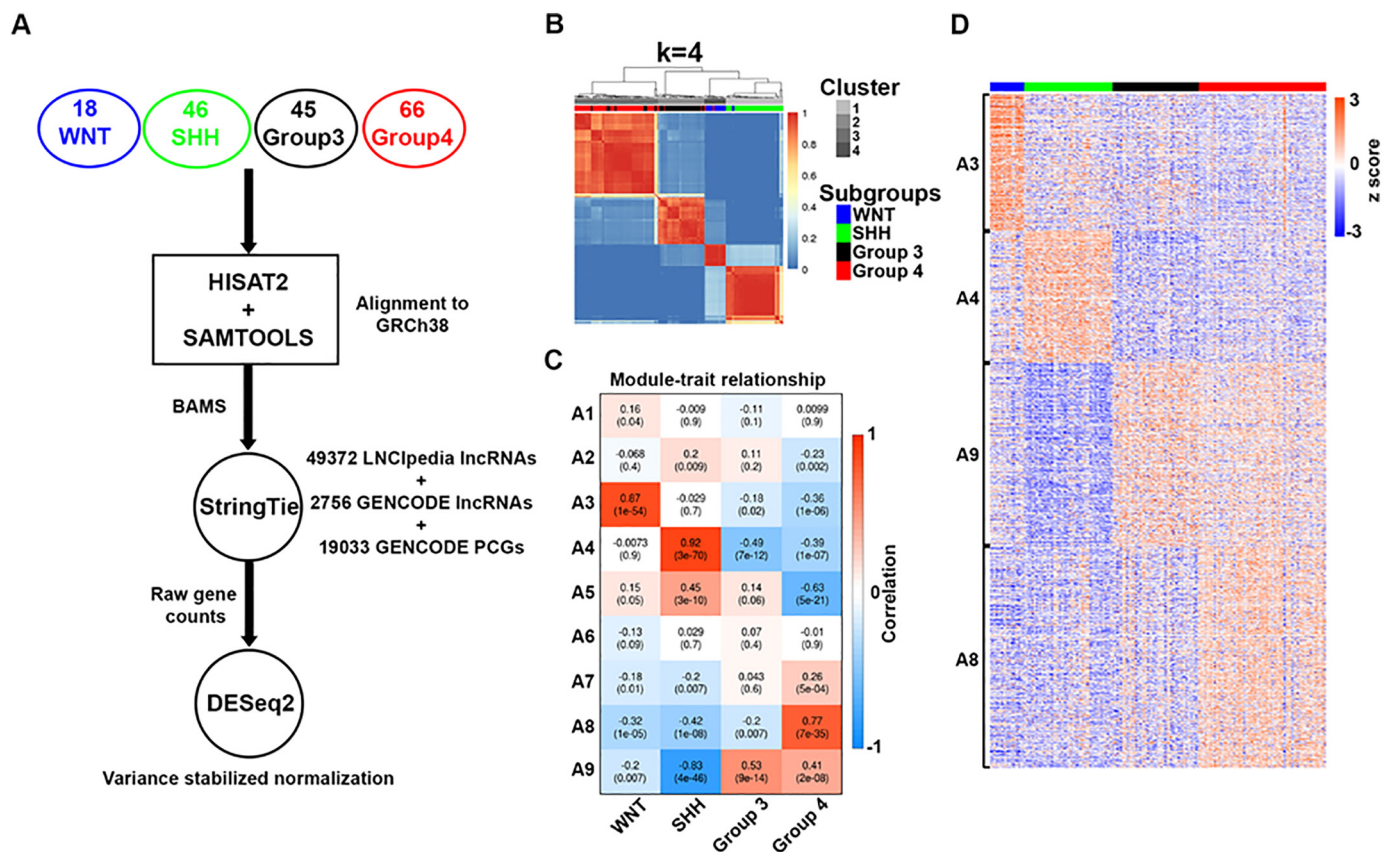 A
18
WNT
46
SHH
45
Group3
66
Group4
HISAT2
+
SAMTOOLS
Alignment to
GRCh38
BAMS
StringTie
49372 LNCIpedia lncRNAs
+
2756 GENCODE lncRNAs
+
19033 GENCODE PCGs
Raw gene
counts
DESeq2
Variance stabilized normalization
B
k=4
1
0.8
0.6
0.4
0.2
0
Cluster
1
2
3
4
Subgroups
WNT
SHH
Group 3
Group 4
C
Module-trait relationship
A1
0.16
(0.04)
-0.009
(0.9)
-0.11
(0.1)
0.0099
(0.9)
A2
-0.068
(0.4)
0.2
(0.009)
0.11
(0.2)
-0.23
(0.002)
A3
0.87
(1e-54)
-0.029
(0.7)
-0.18
(0.02)
-0.36
(1e-06)
A4
-0.0073
(0.9)
0.92
(3e-70)
-0.49
(7e-12)
-0.39
(1e-07)
A5
0.15
(0.05)
0.45
(3e-10)
0.14
(0.06)
-0.63
(5e-21)
A6
-0.13
(0.09)
0.029
(0.7)
0.07
(0.4)
-0.01
(0.9)
A7
-0.18
(0.01)
-0.2
(0.007)
0.043
(0.6)
0.26
(5e-04)
A8
-0.32
(1e-05)
-0.42
(1e-08)
-0.2
(0.007)
0.77
(7e-35)
A9
-0.2
(0.007)
-0.83
(4e-46)
0.53
(9e-14)
0.41
(2e-08)
WNT
SHH
Group 3
Group 4
1
0
-1
Correlation
D
A3
A4
A9
A8
3
0
-3
z score